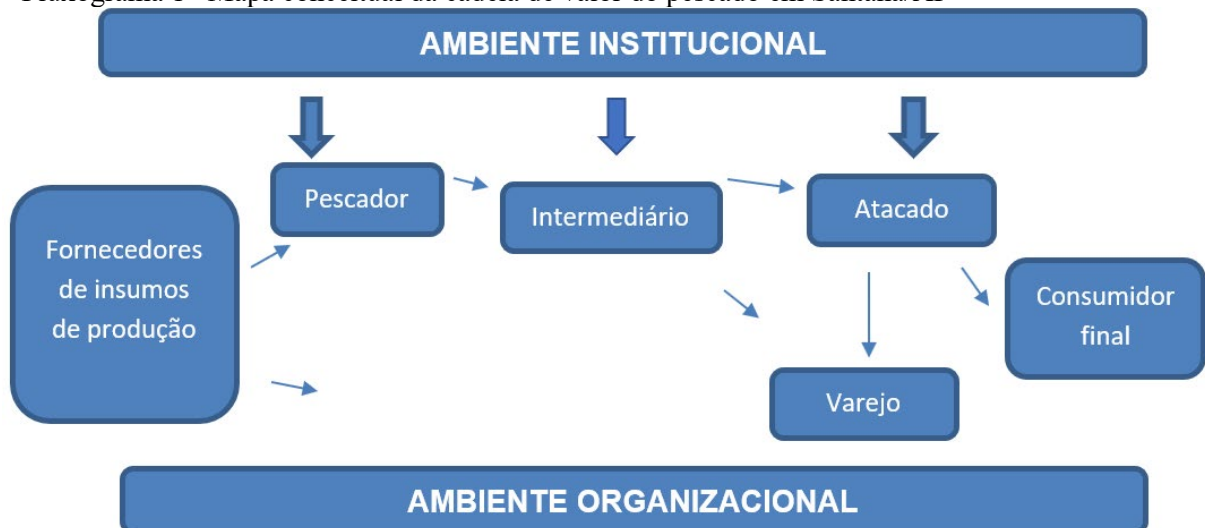 AMBIENTE INSTITUCIONAL
Pescador
Intermediário
Atacado
Fornecedores
de insumos
de produção
Consumidor
final
Varejo
AMBIENTE ORGANIZACIONAL